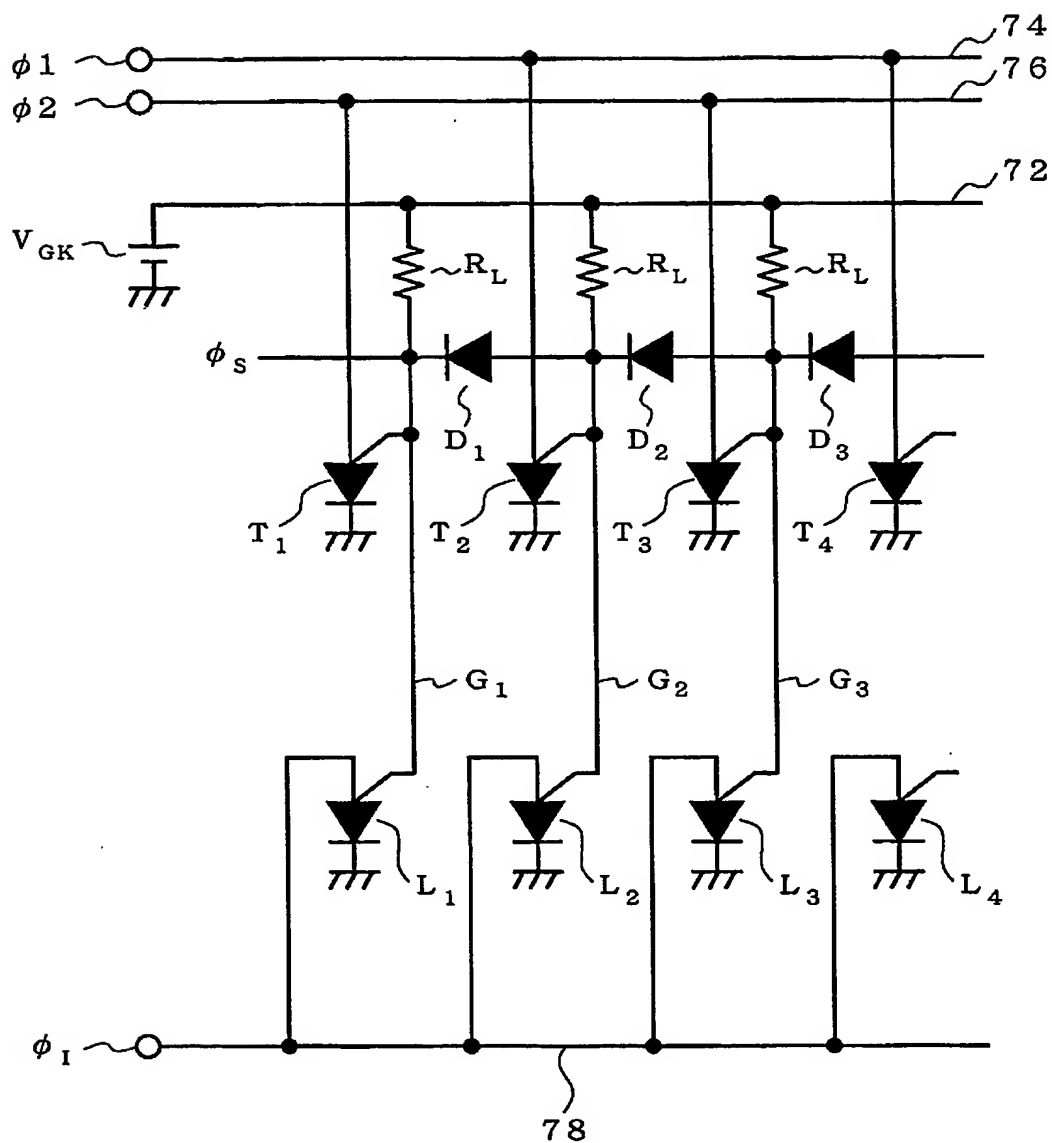 74
ϕ1
76
ϕ2
72
V_GK
R_L R_L R_L
ϕ_S
D_1 D_2 D_3
T_1 T_2 T_3 T_4
G_1 G_2 G_3
L_1 L_2 L_3 L_4
ϕ_I
78